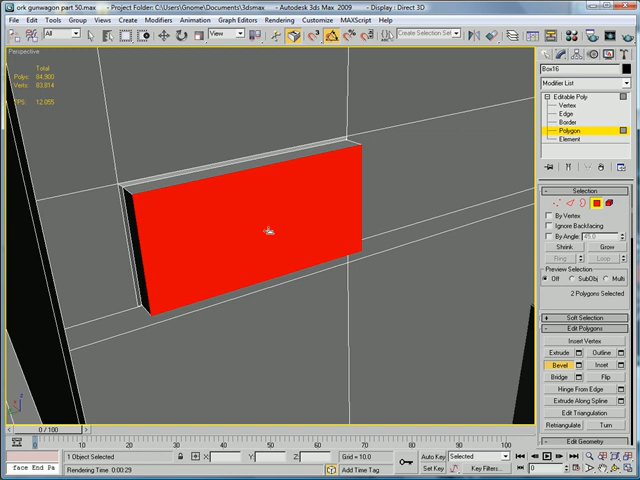 ork gunwagon part 50.max - Project Folder: C:\Users\Gnome\Documents\3dsmax - Autodesk 3ds Max 2009 - Display : Direct 3D
File Edit Tools Group Views Create Modifiers Animation Graph Editors Rendering Customize MAXScript Help
All View Create Selection Set
Perspective
Total
Polys: 84,900
Verts: 83,614
FPS: 12.055
Box16
Modifier List
Editable Poly
Vertex
Edge
Border
Polygon
Element
Selection
By Vertex
Ignore Backfacing
By Angle: 45.0
Shrink Grow
Ring Loop
Preview Selection
Off SubObj Multi
2 Polygons Selected
Soft Selection
Edit Polygons
Insert Vertex
Extrude Outline
Bevel Inset
Bridge Flip
Hinge From Edge
Extrude Along Spline
Edit Triangulation
Retriangulate Turn
Edit Geometry
0 / 100
0 10 20 30 40 50 60 70 80 90 100
1 Object Selected X: Y: Z: Grid = 10.0 Auto Key Selected
face End Pa Rendering Time 0:00:29 Add Time Tag Set Key Key Filters... 0